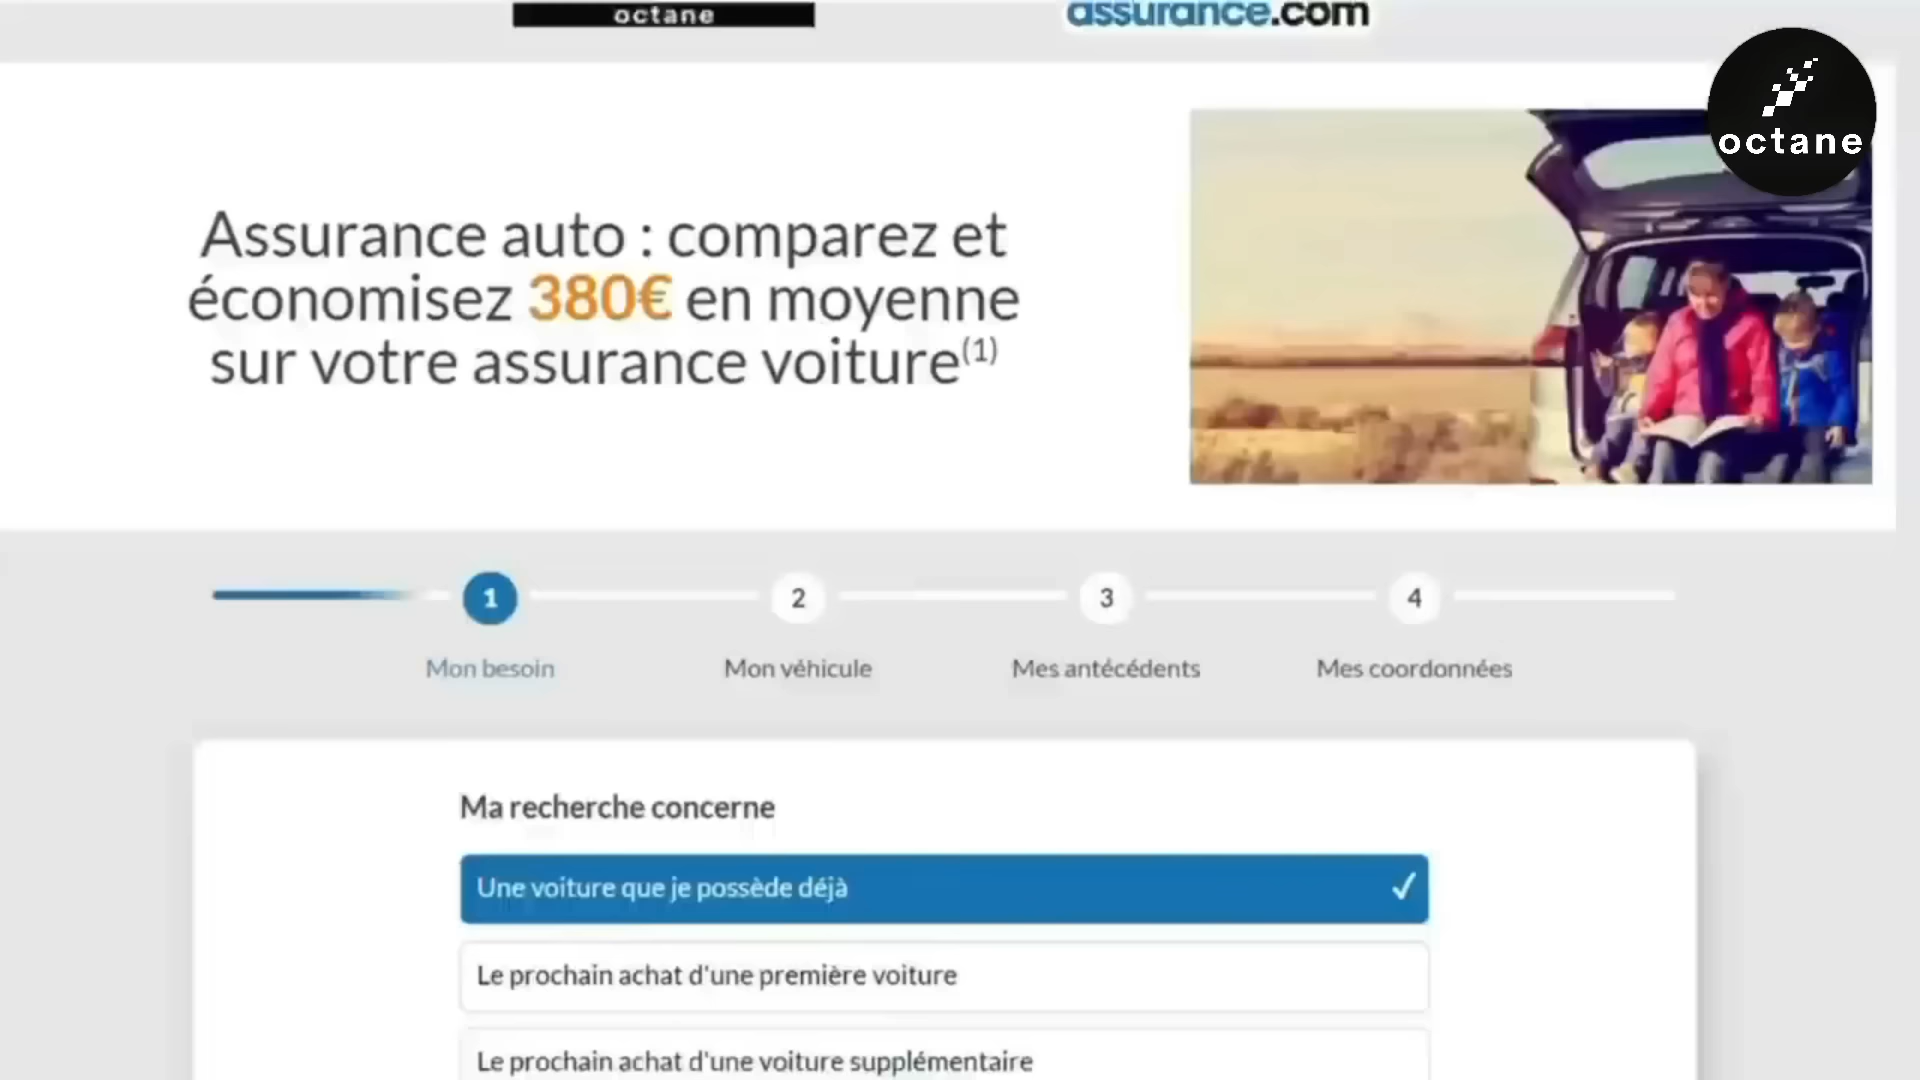 octane
assurance.com
octane
Assurance auto : comparez et
économisez 380€ en moyenne
sur votre assurance voiture(1)
1
2
3
4
Mon besoin
Mon véhicule
Mes antécédents
Mes coordonnées
Ma recherche concerne
Une voiture que je possède déjà
Le prochain achat d'une première voiture
Le prochain achat d'une voiture supplémentaire